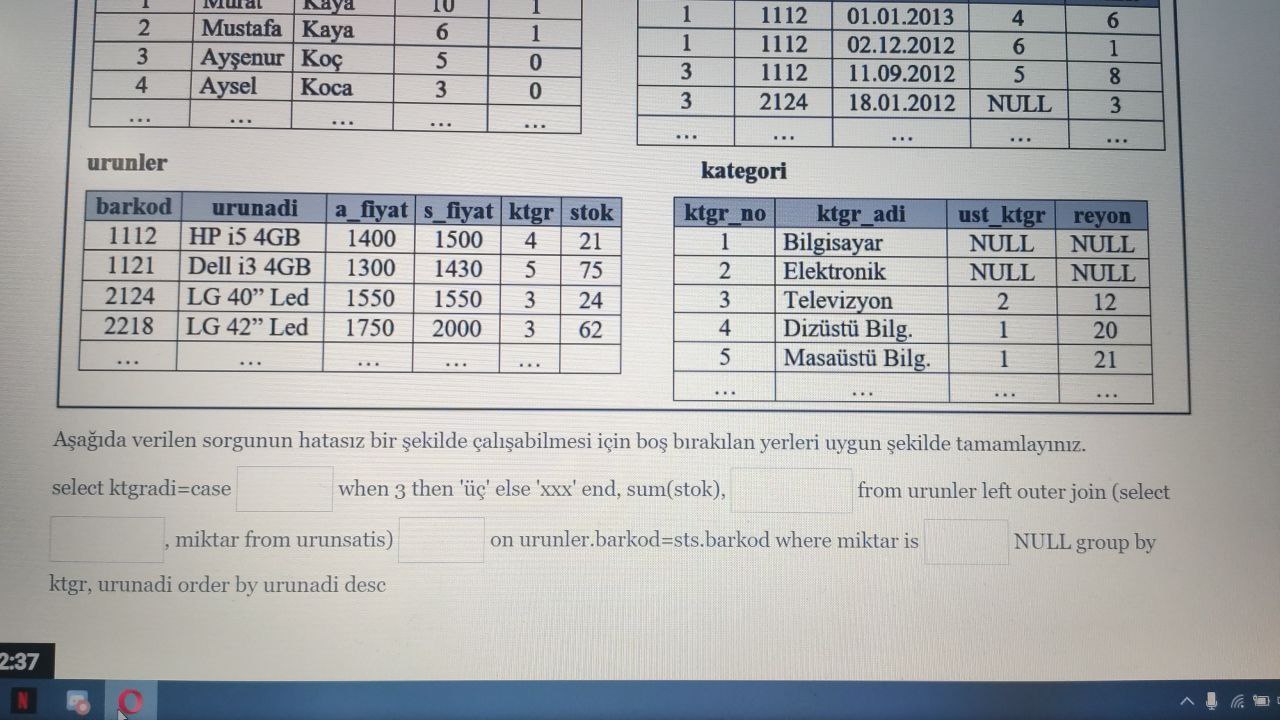 1 Murat Kaya 10 1
2 Mustafa Kaya 6 1
3 Ayşenur Koç 5 0
4 Aysel Koca 3 0
... ... ... ... ...
1 1112 01.01.2013 4 6
1 1112 02.12.2012 6 1
3 1112 11.09.2012 5 8
3 2124 18.01.2012 NULL 3
... ... ... ... ...
urunler
barkod urunadi a_fiyat s_fiyat ktgr stok
1112 HP i5 4GB 1400 1500 4 21
1121 Dell i3 4GB 1300 1430 5 75
2124 LG 40” Led 1550 1550 3 24
2218 LG 42” Led 1750 2000 3 62
... ... ... ... ...
kategori
ktgr_no ktgr_adi ust_ktgr reyon
1 Bilgisayar NULL NULL
2 Elektronik NULL NULL
3 Televizyon 2 12
4 Dizüstü Bilg. 1 20
5 Masaüstü Bilg. 1 21
... ... ... ...
Aşağıda verilen sorgunun hatasız bir şekilde çalışabilmesi için boş bırakılan yerleri uygun şekilde tamamlayınız.
select ktgradi=case when 3 then 'üç' else 'xxx' end, sum(stok), from urunler left outer join (select
, miktar from urunsatis) on urunler.barkod=sts.barkod where miktar is NULL group by
ktgr, urunadi order by urunadi desc
2:37
N